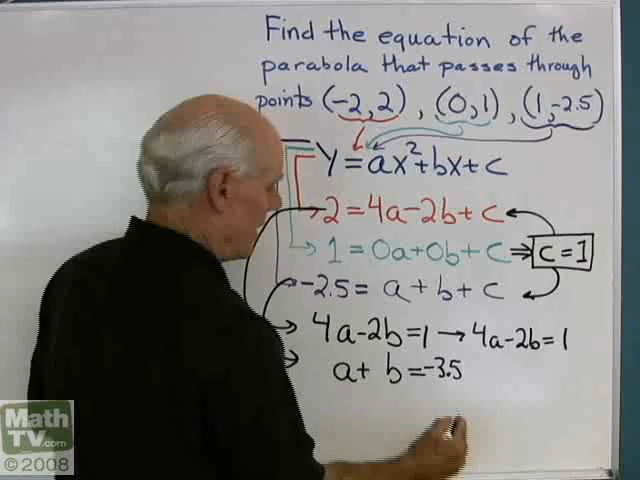 Find the equation of the
parabola that passes through
points (-2, 2), (0, 1), (1, -2.5)
Y = ax² + bx + c
2 = 4a - 2b + c
1 = 0a + 0b + c ⇒ c = 1
-2.5 = a + b + c
4a - 2b = 1 → 4a - 2b = 1
a + b = -3.5
Math
TV.com
© 2008